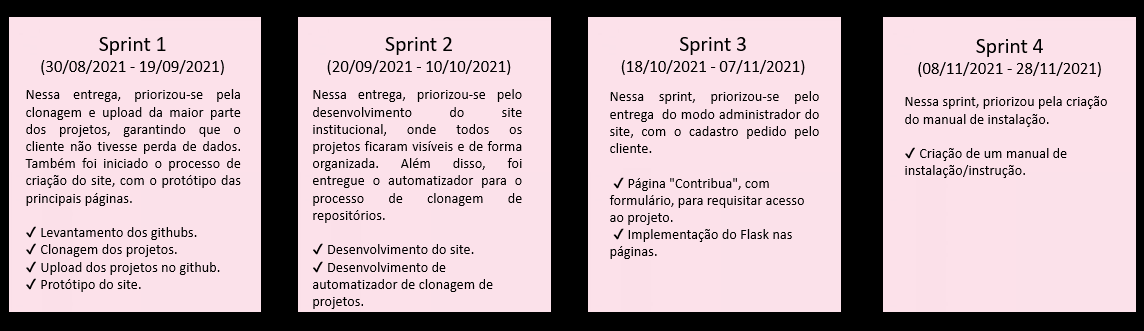 Sprint 1
(30/08/2021 - 19/09/2021)
Nessa entrega, priorizou-se pela
clonagem e upload da maior parte
dos projetos, garantindo que o
cliente não tivesse perda de dados.
Também foi iniciado o processo de
criação do site, com o protótipo das
principais páginas.
✓ Levantamento dos githubs.
✓ Clonagem dos projetos.
✓ Upload dos projetos no github.
✓ Protótipo do site.
Sprint 2
(20/09/2021 - 10/10/2021)
Nessa entrega, priorizou-se pelo
desenvolvimento do site
institucional, onde todos os
projetos ficaram visíveis e de forma
organizada. Além disso, foi
entregue o automatizador para o
processo de clonagem de
repositórios.
✓ Desenvolvimento do site.
✓ Desenvolvimento de
automatizador de clonagem de
projetos.
Sprint 3
(18/10/2021 - 07/11/2021)
Nessa sprint, priorizou-se pelo
entrega do modo administrador do
site, com o cadastro pedido pelo
cliente.
✓ Página "Contribua", com
formulário, para requisitar acesso
ao projeto.
✓ Implementação do Flask nas
páginas.
Sprint 4
(08/11/2021 - 28/11/2021)
Nessa sprint, priorizou pela criação
do manual de instalação.
✓ Criação de um manual de
instalação/instrução.